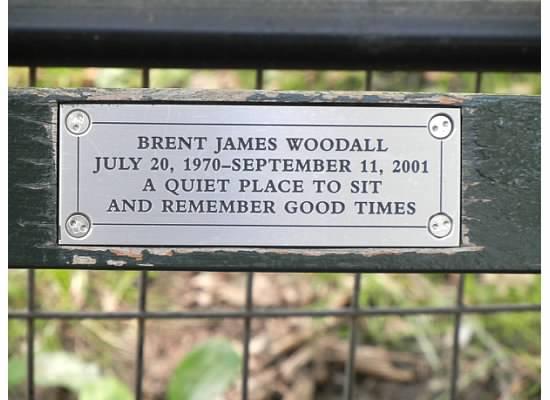 BRENT JAMES WOODALL
JULY 20, 1970–SEPTEMBER 11, 2001
A QUIET PLACE TO SIT
AND REMEMBER GOOD TIMES